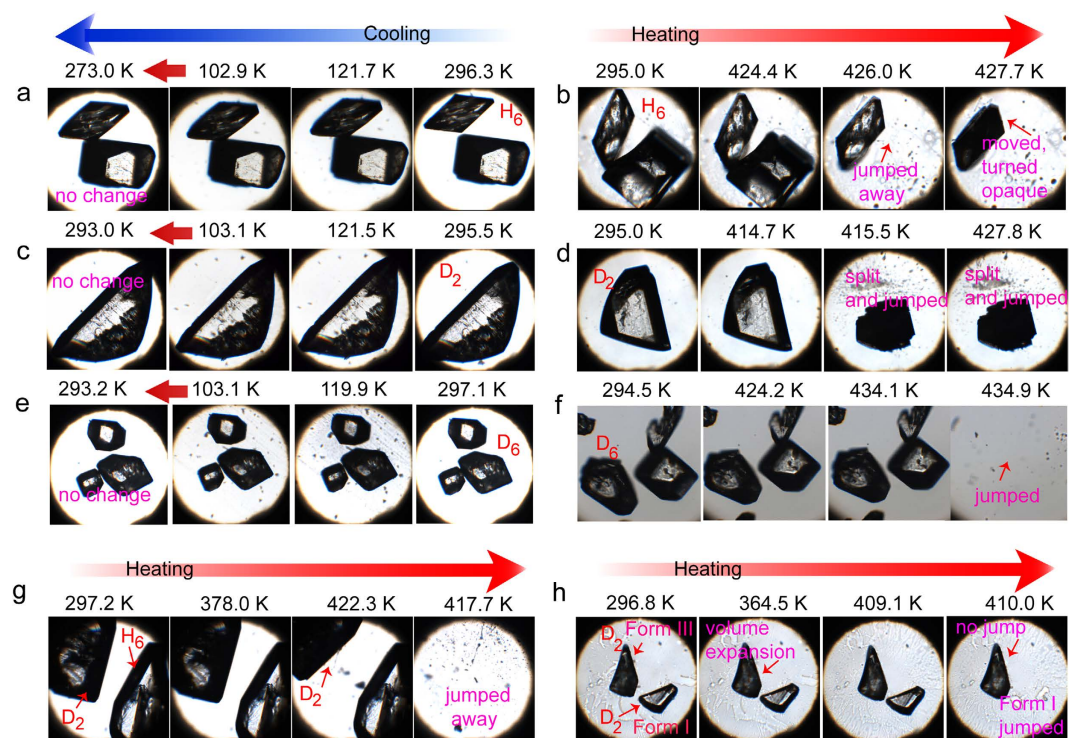 Cooling
Heating
273.0 K 102.9 K 121.7 K 296.3 K
295.0 K 424.4 K 426.0 K 427.7 K
a
H6
no change
b
H6
jumped
away
moved,
turned
opaque
293.0 K 103.1 K 121.5 K 295.5 K
295.0 K 414.7 K 415.5 K 427.8 K
c
no change
D2
d
D2
split
and jumped
split
and jumped
293.2 K 103.1 K 119.9 K 297.1 K
294.5 K 424.2 K 434.1 K 434.9 K
e
D6
no change
f
D6
jumped
Heating
Heating
g
297.2 K 378.0 K 422.3 K 417.7 K
h
296.8 K 364.5 K 409.1 K 410.0 K
H6
D2
D2
jumped
away
D2 Form III
D2 Form I
volume
expansion
no jump
Form I
jumped